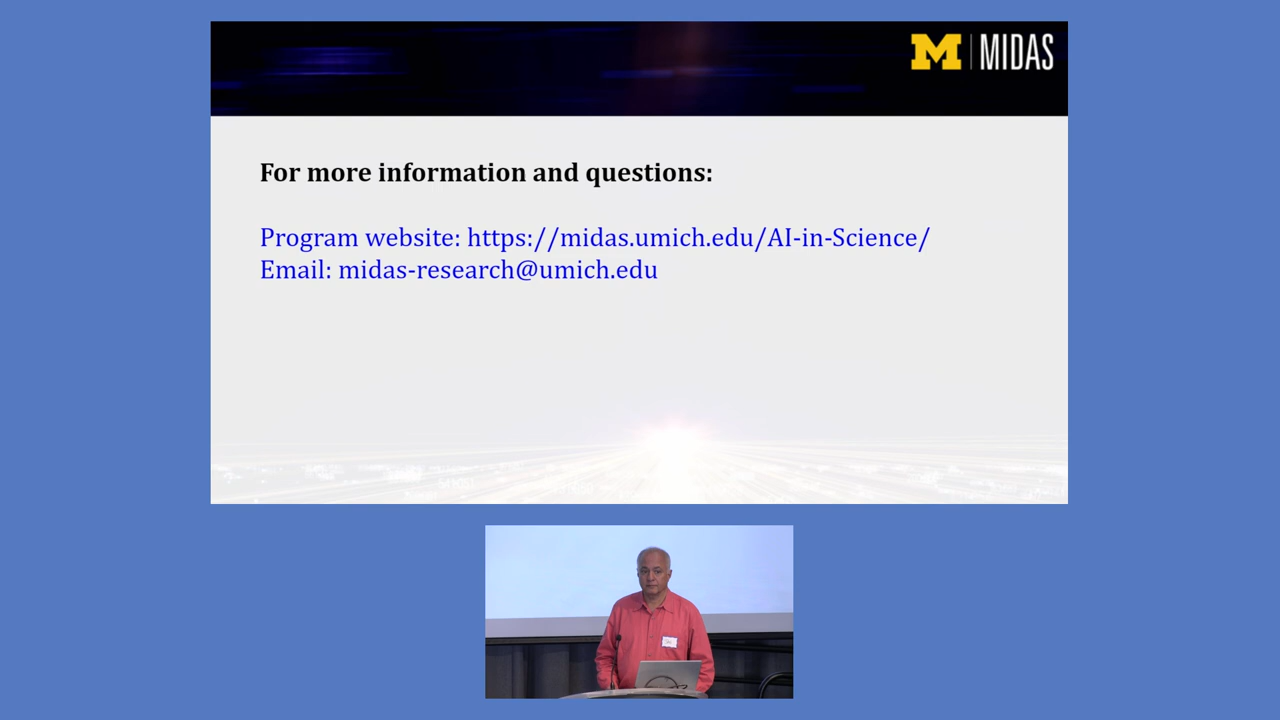 M | MIDAS
For more information and questions:
Program website: https://midas.umich.edu/AI-in-Science/
Email: midas-research@umich.edu